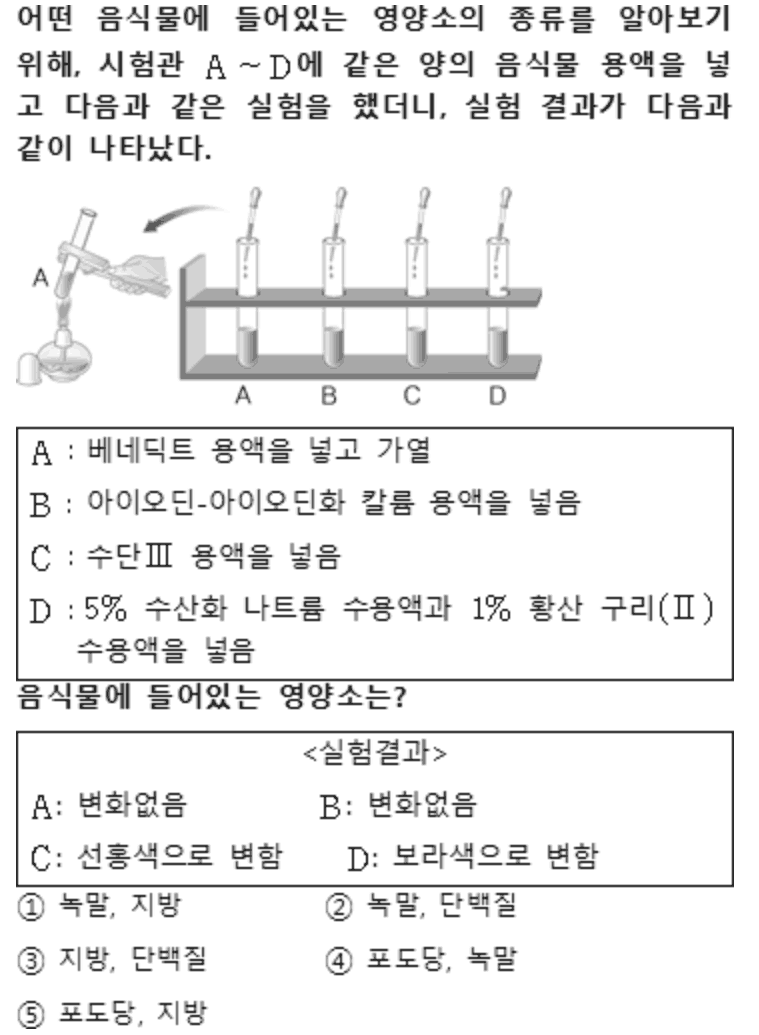 어떤 음식물에 들어있는 영양소의 종류를 알아보기
위해, 시험관 A ~ D에 같은 양의 음식물 용액을 넣
고 다음과 같은 실험을 했더니, 실험 결과가 다음과
같이 나타났다.
A
A B C D
A : 베네딕트 용액을 넣고 가열
B : 아이오딘-아이오딘화 칼륨 용액을 넣음
C : 수단Ⅲ 용액을 넣음
D : 5% 수산화 나트륨 수용액과 1% 황산 구리(Ⅱ)
수용액을 넣음
음식물에 들어있는 영양소는?
<실험결과>
A: 변화없음 B: 변화없음
C: 선홍색으로 변함 D: 보라색으로 변함
① 녹말, 지방 ② 녹말, 단백질
③ 지방, 단백질 ④ 포도당, 녹말
⑤ 포도당, 지방